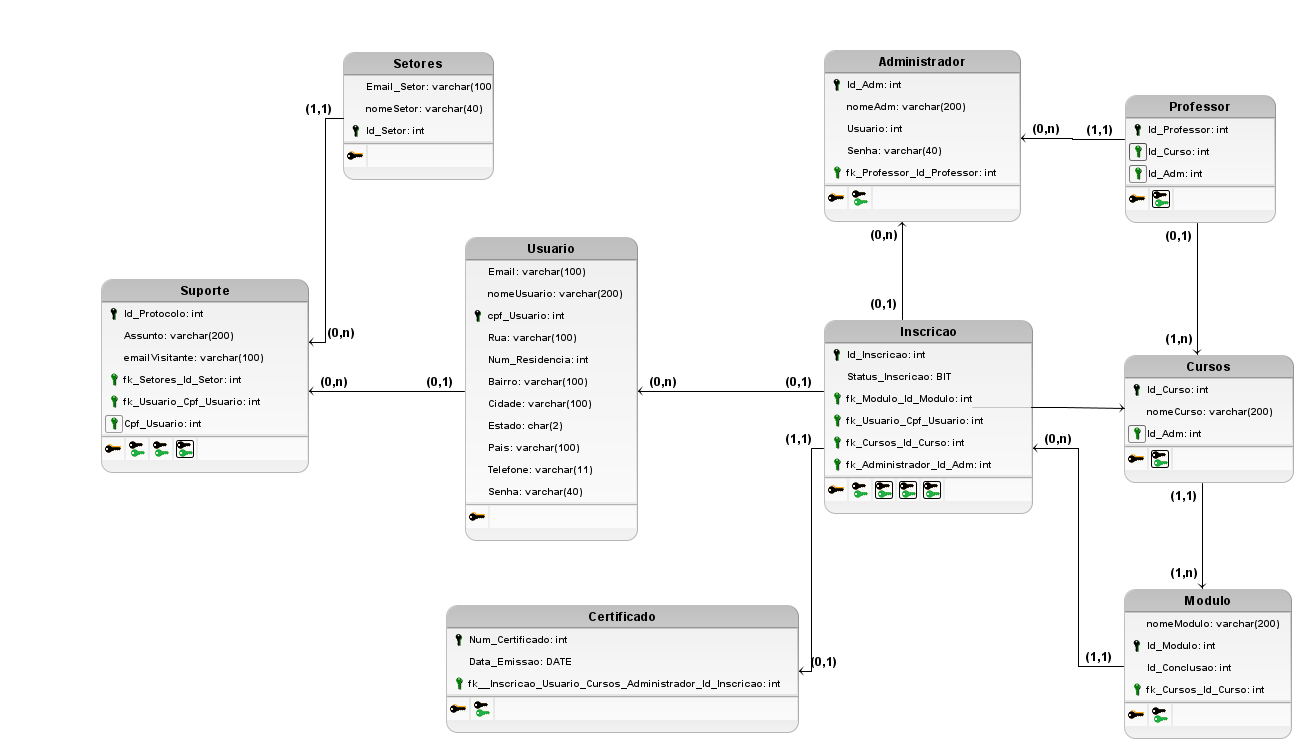 Setores
Email_Setor: varchar(100
nomeSetor: varchar(40)
Id_Setor: int
(1,1)
(0,n)
Suporte
Id_Protocolo: int
Assunto: varchar(200)
emailVisitante: varchar(100)
fk_Setores_Id_Setor: int
fk_Usuario_Cpf_Usuario: int
Cpf_Usuario: int
(0,n)
(0,1)
Usuario
Email: varchar(100)
nomeUsuario: varchar(200)
cpf_Usuario: int
Rua: varchar(100)
Num_Residencia: int
Bairro: varchar(100)
Cidade: varchar(100)
Estado: char(2)
Pais: varchar(100)
Telefone: varchar(11)
Senha: varchar(40)
(0,n)
(0,1)
Administrador
Id_Adm: int
nomeAdm: varchar(200)
Usuario: int
Senha: varchar(40)
fk_Professor_Id_Professor: int
(0,n)
(1,1)
Professor
Id_Professor: int
Id_Curso: int
Id_Adm: int
(0,n)
(0,1)
(0,1)
(1,n)
Inscricao
Id_Inscricao: int
Status_Inscricao: BIT
fk_Modulo_Id_Modulo: int
fk_Usuario_Cpf_Usuario: int
fk_Cursos_Id_Curso: int
fk_Administrador_Id_Adm: int
(1,1)
(0,n)
Cursos
Id_Curso: int
nomeCurso: varchar(200)
Id_Adm: int
(1,1)
(1,n)
Certificado
Num_Certificado: int
Data_Emissao: DATE
fk__Inscricao_Usuario_Cursos_Administrador_Id_Inscricao: int
(0,1)
(1,1)
Modulo
nomeModulo: varchar(200)
Id_Modulo: int
Id_Conclusao: int
fk_Cursos_Id_Curso: int